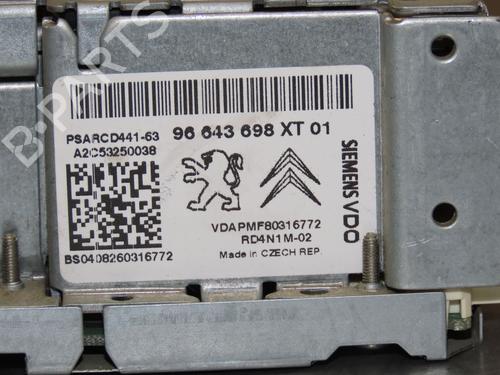 PSARCD441-63
96 643 698 XT 01
A2C53250038
SIEMENS VDO
VDAPMF80316772
RD4N1M-02
BS0408260316772
Made in CZECH REP.
B-PARTS